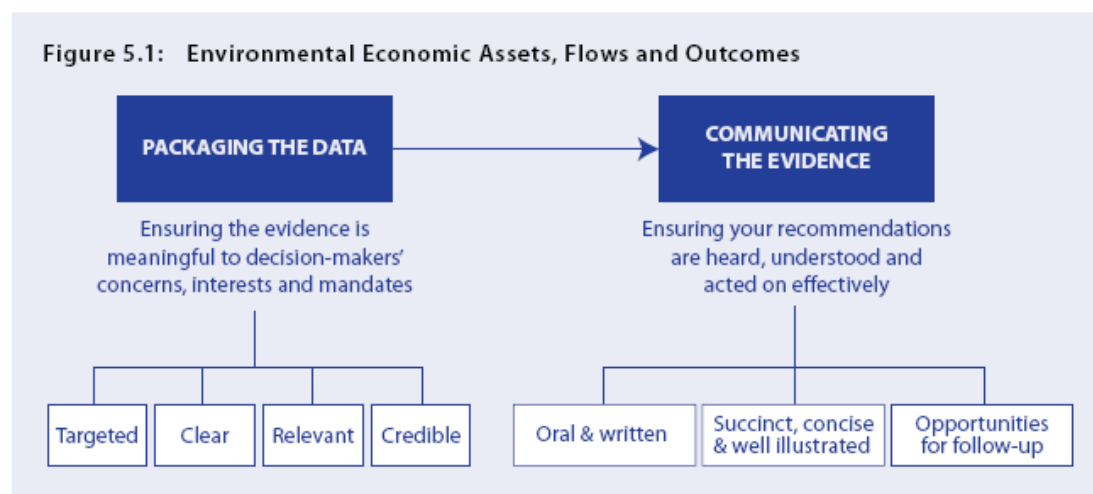 Figure 5.1: Environmental Economic Assets, Flows and Outcomes
PACKAGING THE DATA
Ensuring the evidence is
meaningful to decision-makers’
concerns, interests and mandates
Targeted
Clear
Relevant
Credible
COMMUNICATING
THE EVIDENCE
Ensuring your recommendations
are heard, understood and
acted on effectively
Oral & written
Succinct, concise
& well illustrated
Opportunities
for follow-up